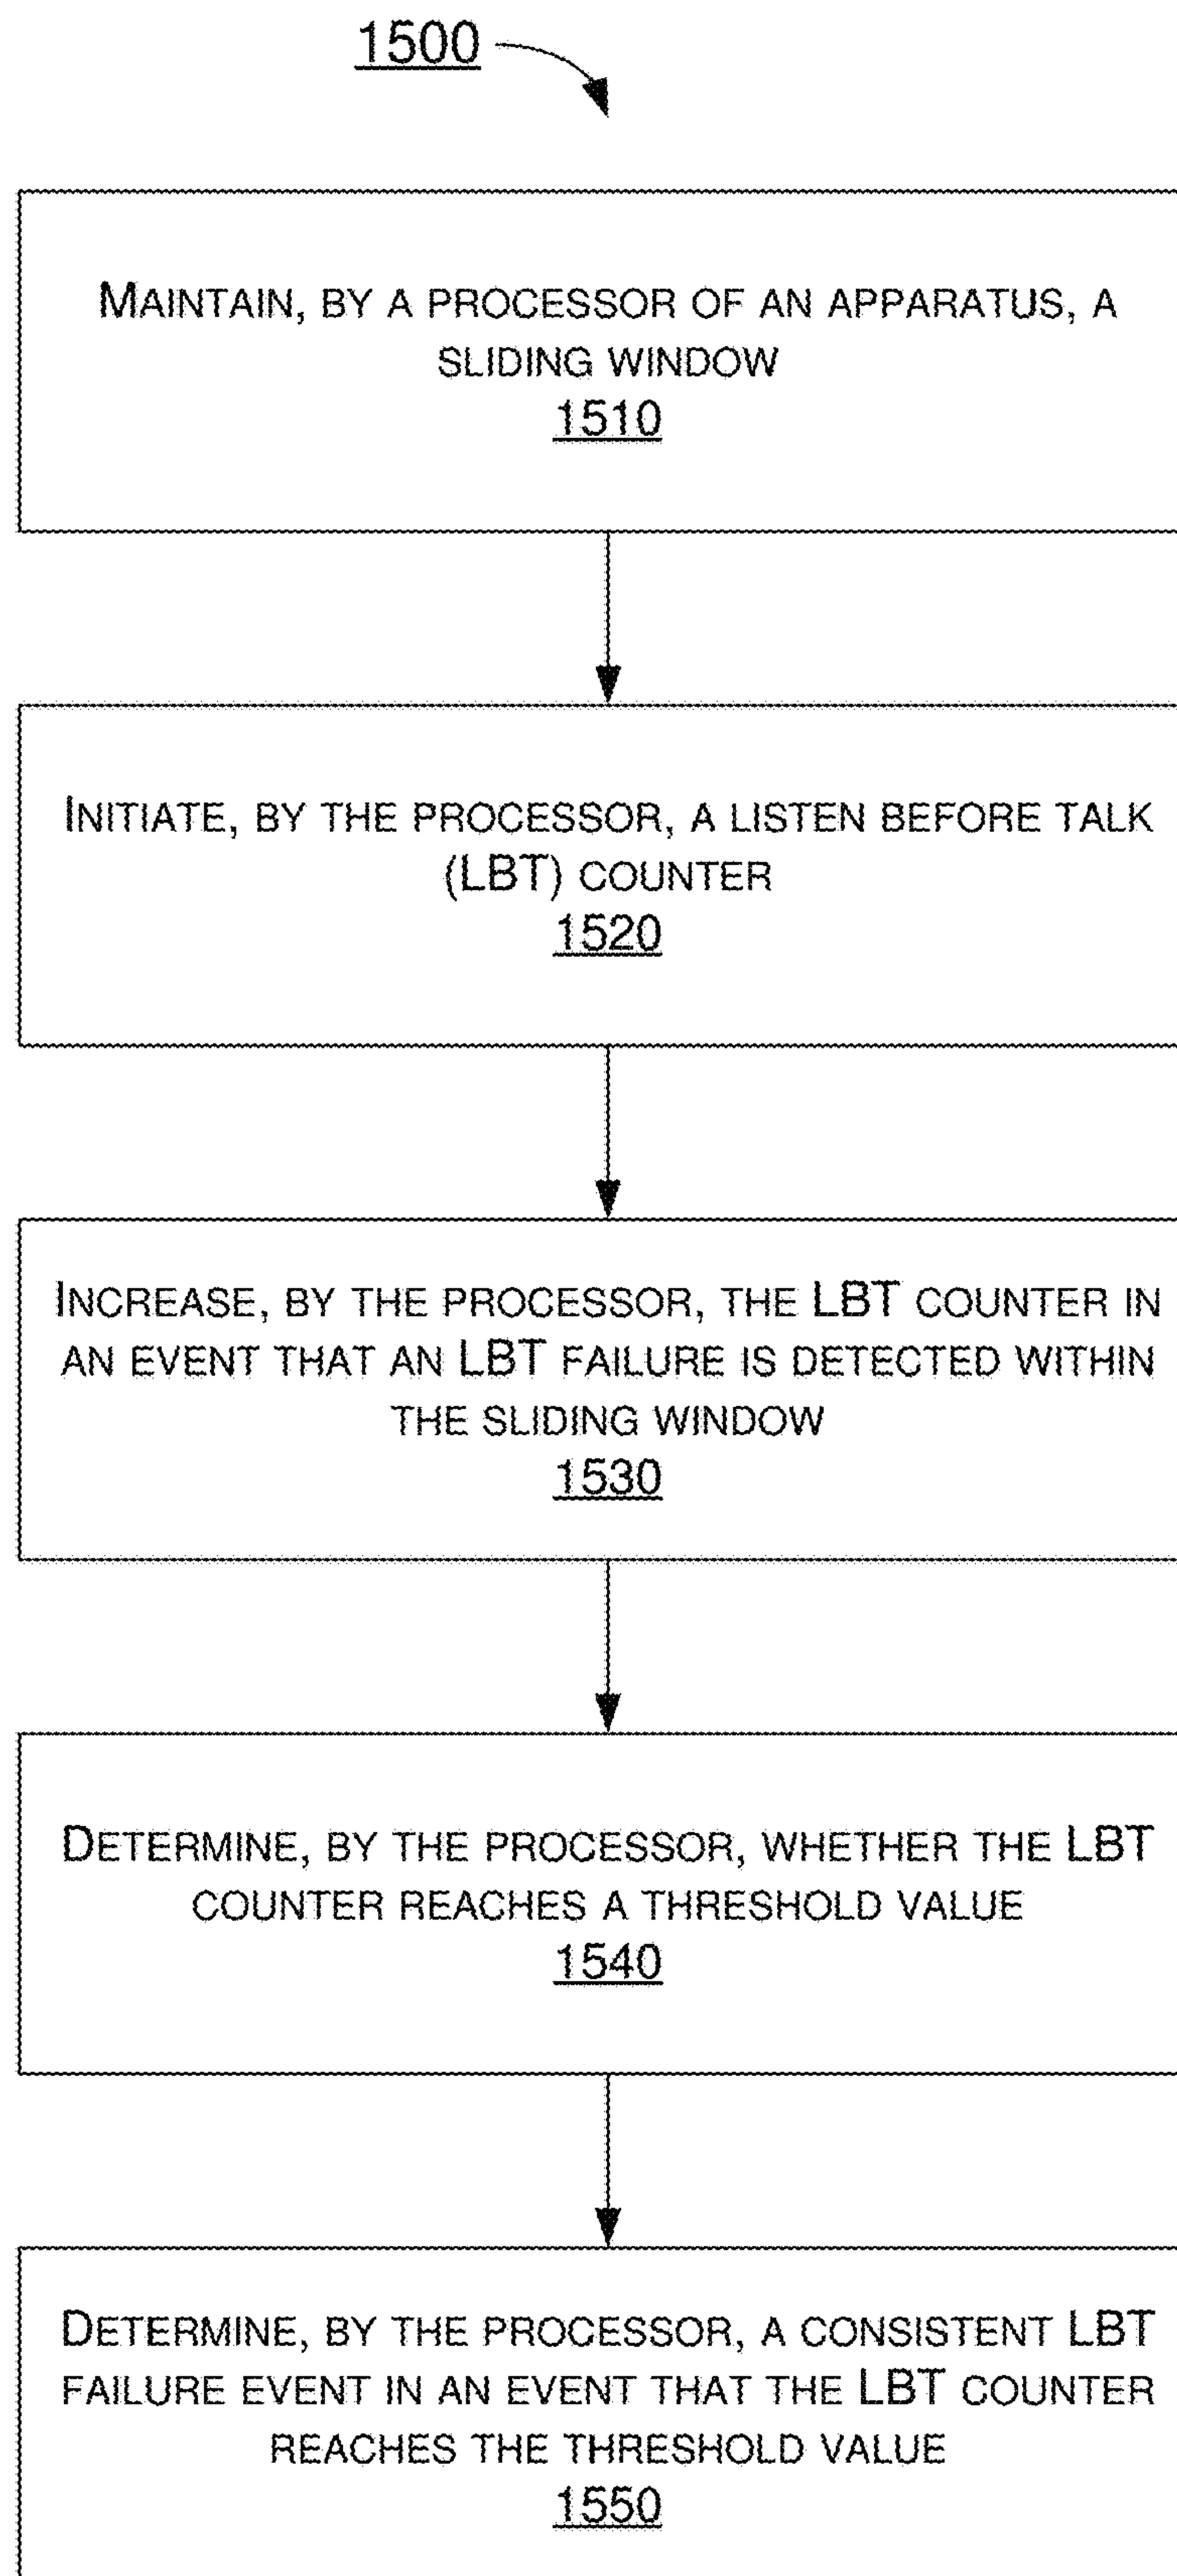 1500
MAINTAIN, BY A PROCESSOR OF AN APPARATUS, A
SLIDING WINDOW
1510
INITIATE, BY THE PROCESSOR, A LISTEN BEFORE TALK
(LBT) COUNTER
1520
INCREASE, BY THE PROCESSOR, THE LBT COUNTER IN
AN EVENT THAT AN LBT FAILURE IS DETECTED WITHIN
THE SLIDING WINDOW
1530
DETERMINE, BY THE PROCESSOR, WHETHER THE LBT
COUNTER REACHES A THRESHOLD VALUE
1540
DETERMINE, BY THE PROCESSOR, A CONSISTENT LBT
FAILURE EVENT IN AN EVENT THAT THE LBT COUNTER
REACHES THE THRESHOLD VALUE
1550